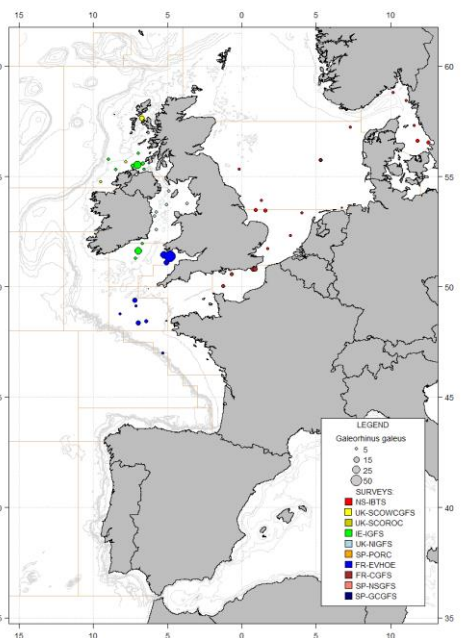 15 10 5 0 5 10
60 60
55 55
50 50
45 45
40 40
35 35
LEGEND
Galeorhinus galeus
5
15
25
50
SURVEYS:
NS-IBTS
UK-SCOWCGFS
UK-SCOROC
IE-IGFS
UK-NIGFS
SP-PORC
FR-EVHOE
FR-CGFS
SP-NSGFS
SP-GCGFS
15 10 5 0 5 10